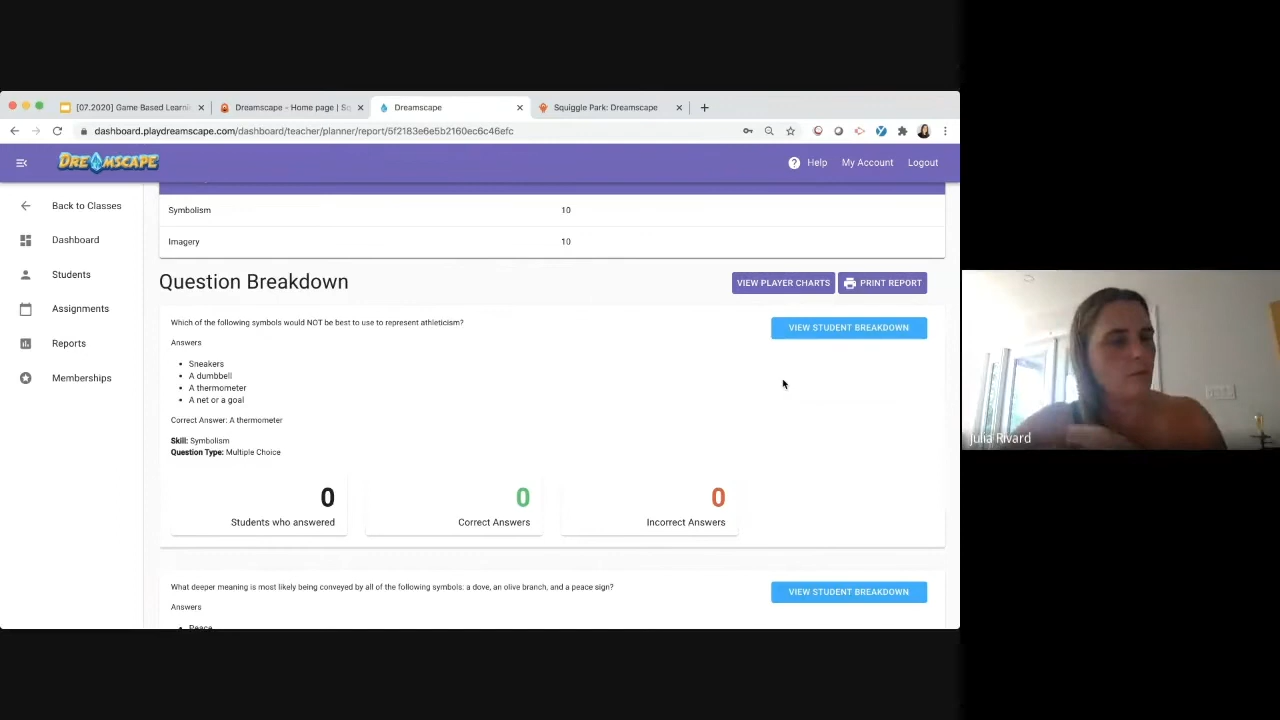 [07.2020] Game Based Learni
Dreamscape - Home page | Sq
Dreamscape
Squiggle Park: Dreamscape
dashboard.playdreamscape.com/dashboard/teacher/planner/report/5f2183e6e5b2160ec6c46efc
DREAMSCAPE
Help
My Account
Logout
Back to Classes
Dashboard
Students
Assignments
Reports
Memberships
Symbolism 10
Imagery 10
Question Breakdown
VIEW PLAYER CHARTS
PRINT REPORT
Which of the following symbols would NOT be best to use to represent athleticism?
VIEW STUDENT BREAKDOWN
Answers
• Sneakers
• A dumbbell
• A thermometer
• A net or a goal
Correct Answer: A thermometer
Skill: Symbolism
Question Type: Multiple Choice
0
Students who answered
0
Correct Answers
0
Incorrect Answers
What deeper meaning is most likely being conveyed by all of the following symbols: a dove, an olive branch, and a peace sign?
VIEW STUDENT BREAKDOWN
Answers
• Peace
Julia Rivard